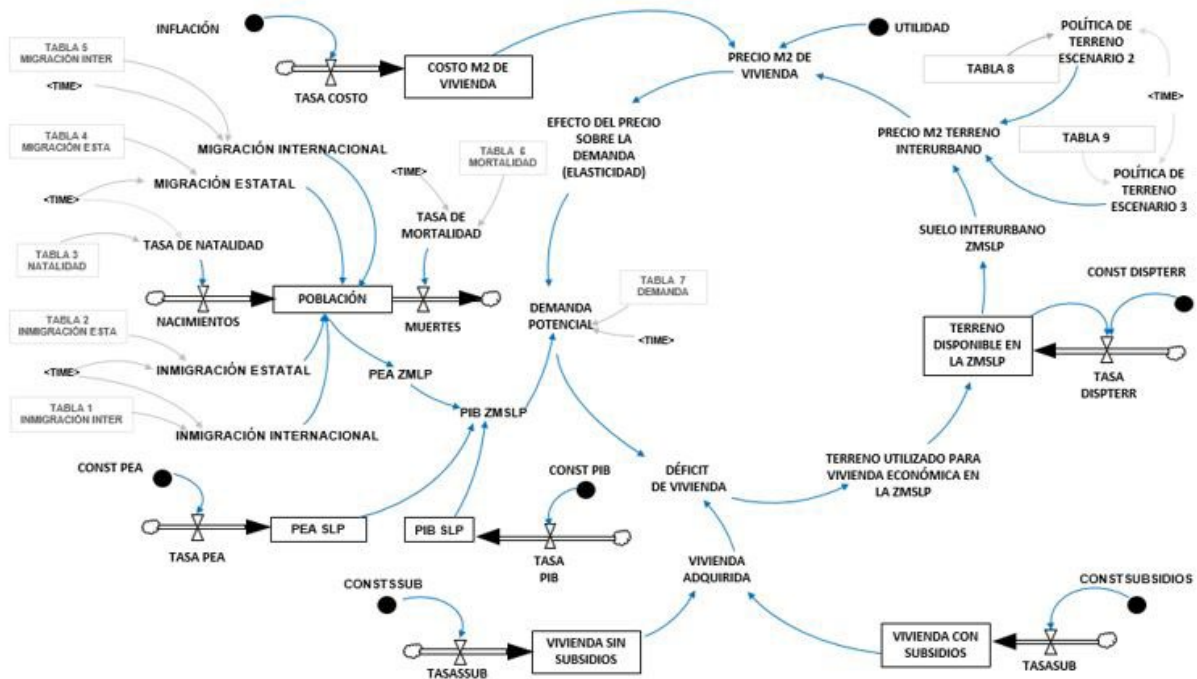 INFLACIÓN
TASA COSTO
COSTO M2 DE
VIVIENDA
PRECIO M2 DE
VIVIENDA
UTILIDAD
POLÍTICA DE
TERRENO
ESCENARIO 2
TABLA 8
<TIME>
TABLA 9
POLÍTICA DE
TERRENO
ESCENARIO 3
PRECIO M2 TERRENO
INTERURBANO
TABLA 5
MIGRACIÓN INTER
<TIME>
TABLA 4
MIGRACIÓN ESTA
MIGRACIÓN INTERNACIONAL
MIGRACIÓN ESTATAL
<TIME>
TASA DE NATALIDAD
TABLA 3
NATALIDAD
EFECTO DEL PRECIO
SOBRE LA
DEMANDA
(ELASTICIDAD)
TABLA 6
MORTALIDAD
<TIME>
TASA DE
MORTALIDAD
SUELO INTERURBANO
ZMSLP
CONST DISPTERR
NACIMIENTOS
POBLACIÓN
MUERTES
DEMANDA
POTENCIAL
TABLA 7
DEMANDA
<TIME>
TERRENO
DISPONIBLE EN
LA ZMSLP
TASA
DISPTERR
TABLA 2
INMIGRACIÓN ESTA
<TIME>
INMIGRACIÓN ESTATAL
TABLA 1
INMIGRACIÓN INTER
INMIGRACIÓN INTERNACIONAL
PEA ZMLP
PIB ZMSLP
CONST PEA
TASA PEA
PEA SLP
PIB SLP
CONST PIB
TASA
PIB
DÉFICIT
DE VIVIENDA
TERRENO UTILIZADO PARA
VIVIENDA ECONÓMICA EN
LA ZMSLP
VIVIENDA
ADQUIRIDA
CONSTSSUB
TASASSUB
VIVIENDA SIN
SUBSIDIOS
VIVIENDA CON
SUBSIDIOS
CONSTSUBSIDIOS
TASASUB